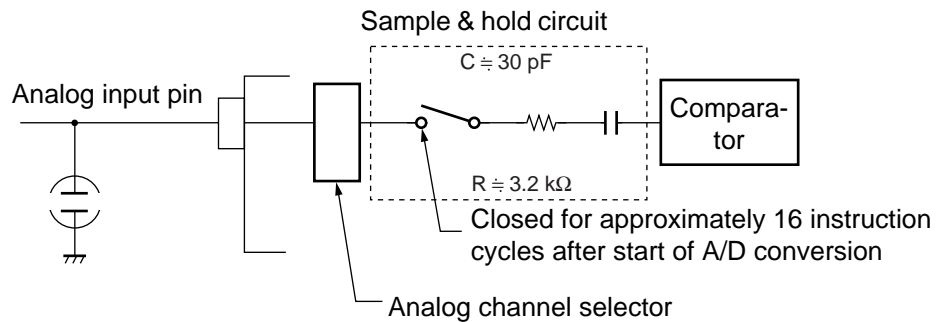 Sample & hold circuit
C ≒ 30 pF
Analog input pin
Compara-
tor
R ≒ 3.2 kΩ
Closed for approximately 16 instruction
cycles after start of A/D conversion
Analog channel selector